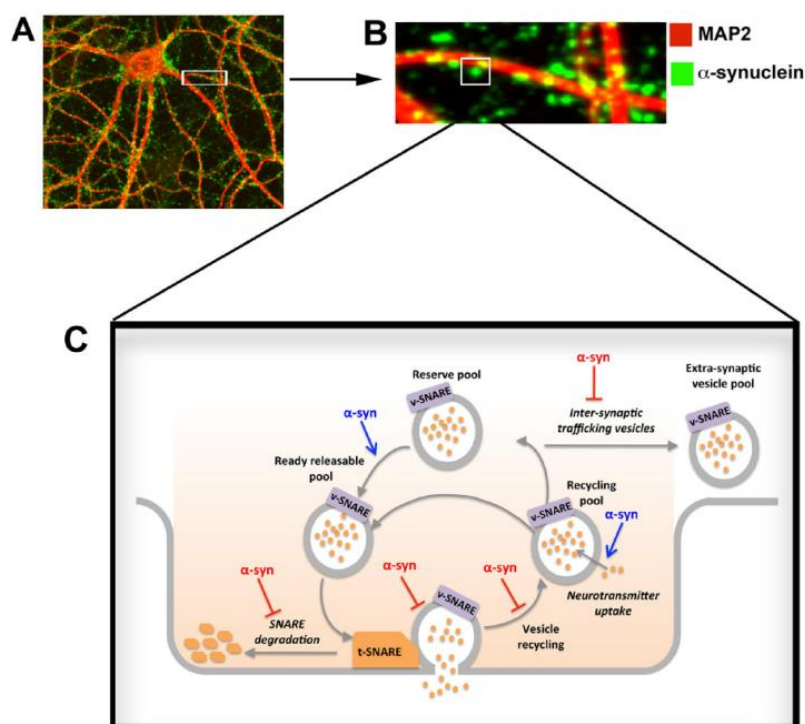 A
B
MAP2
α-synuclein
C
α-syn
Extra-synaptic
vesicle pool
Reserve pool
v-SNARE
v-SNARE
α-syn
Inter-synaptic
trafficking vesicles
Ready releasable
pool
Recycling
pool
v-SNARE
v-SNARE
α-syn
α-syn
α-syn
α-syn
v-SNARE
Neurotransmitter
uptake
SNARE
degradation
Vesicle
recycling
t-SNARE